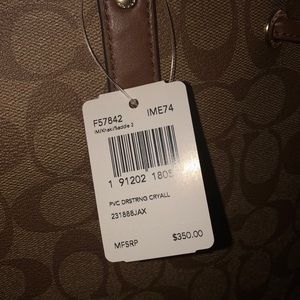 F57842 IME74
IM/Khaki/Saddle 2
1 91202 1805
PVC DRSTRNG CRYALL
231888JAX
MFSRP $350.00